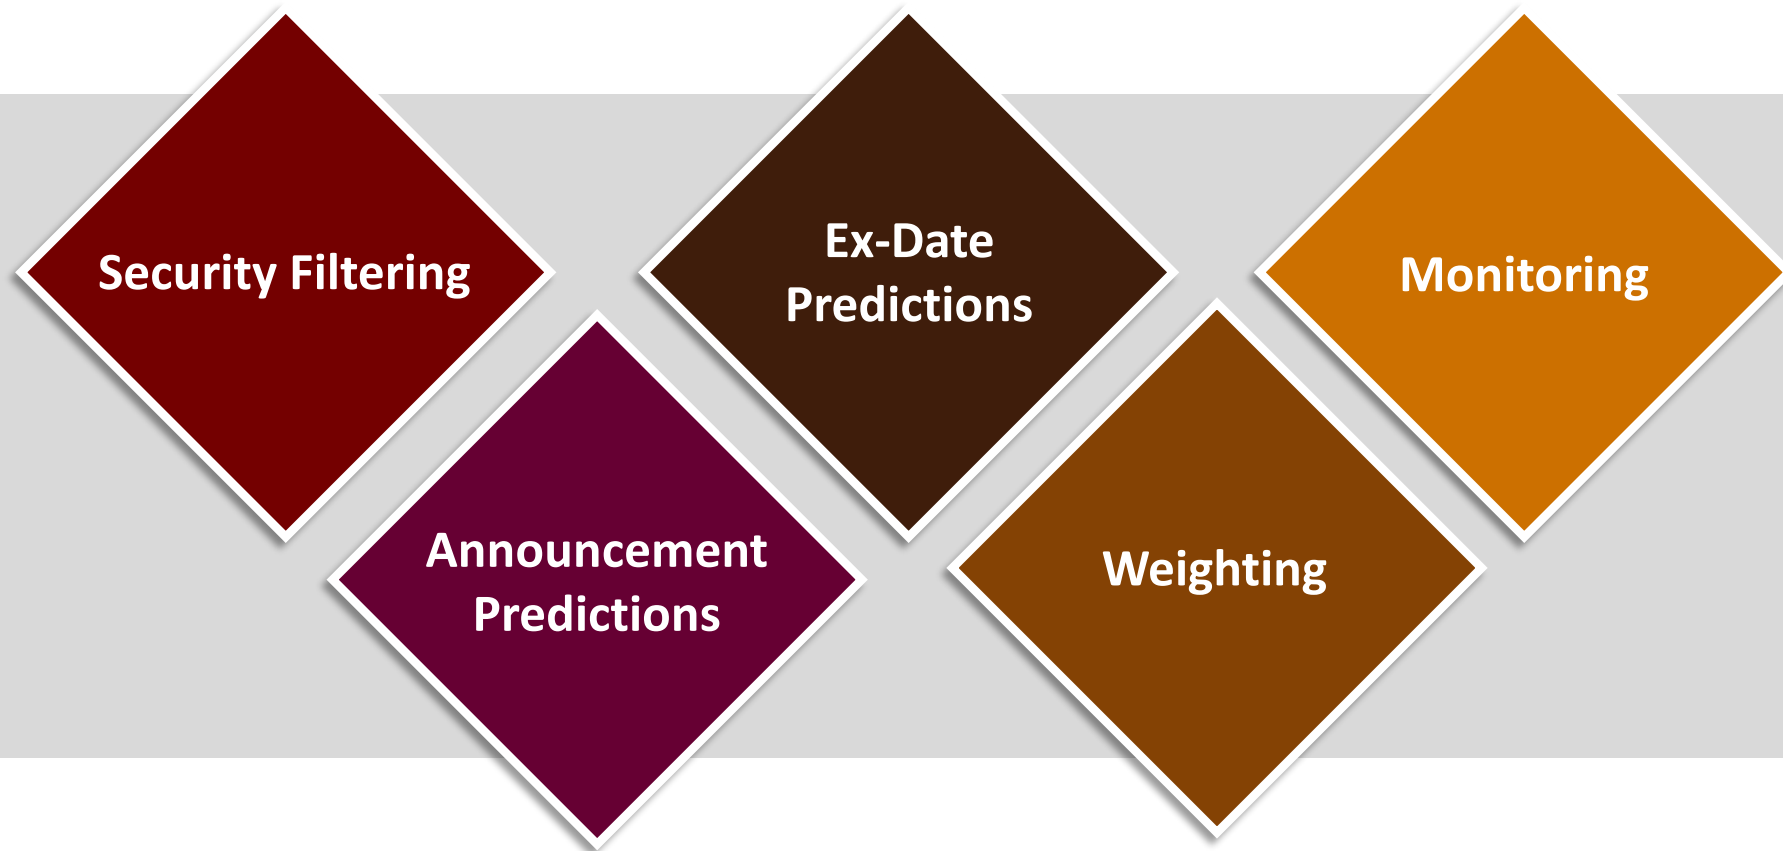 Security Filtering
Announcement
Predictions
Ex-Date
Predictions
Weighting
Monitoring